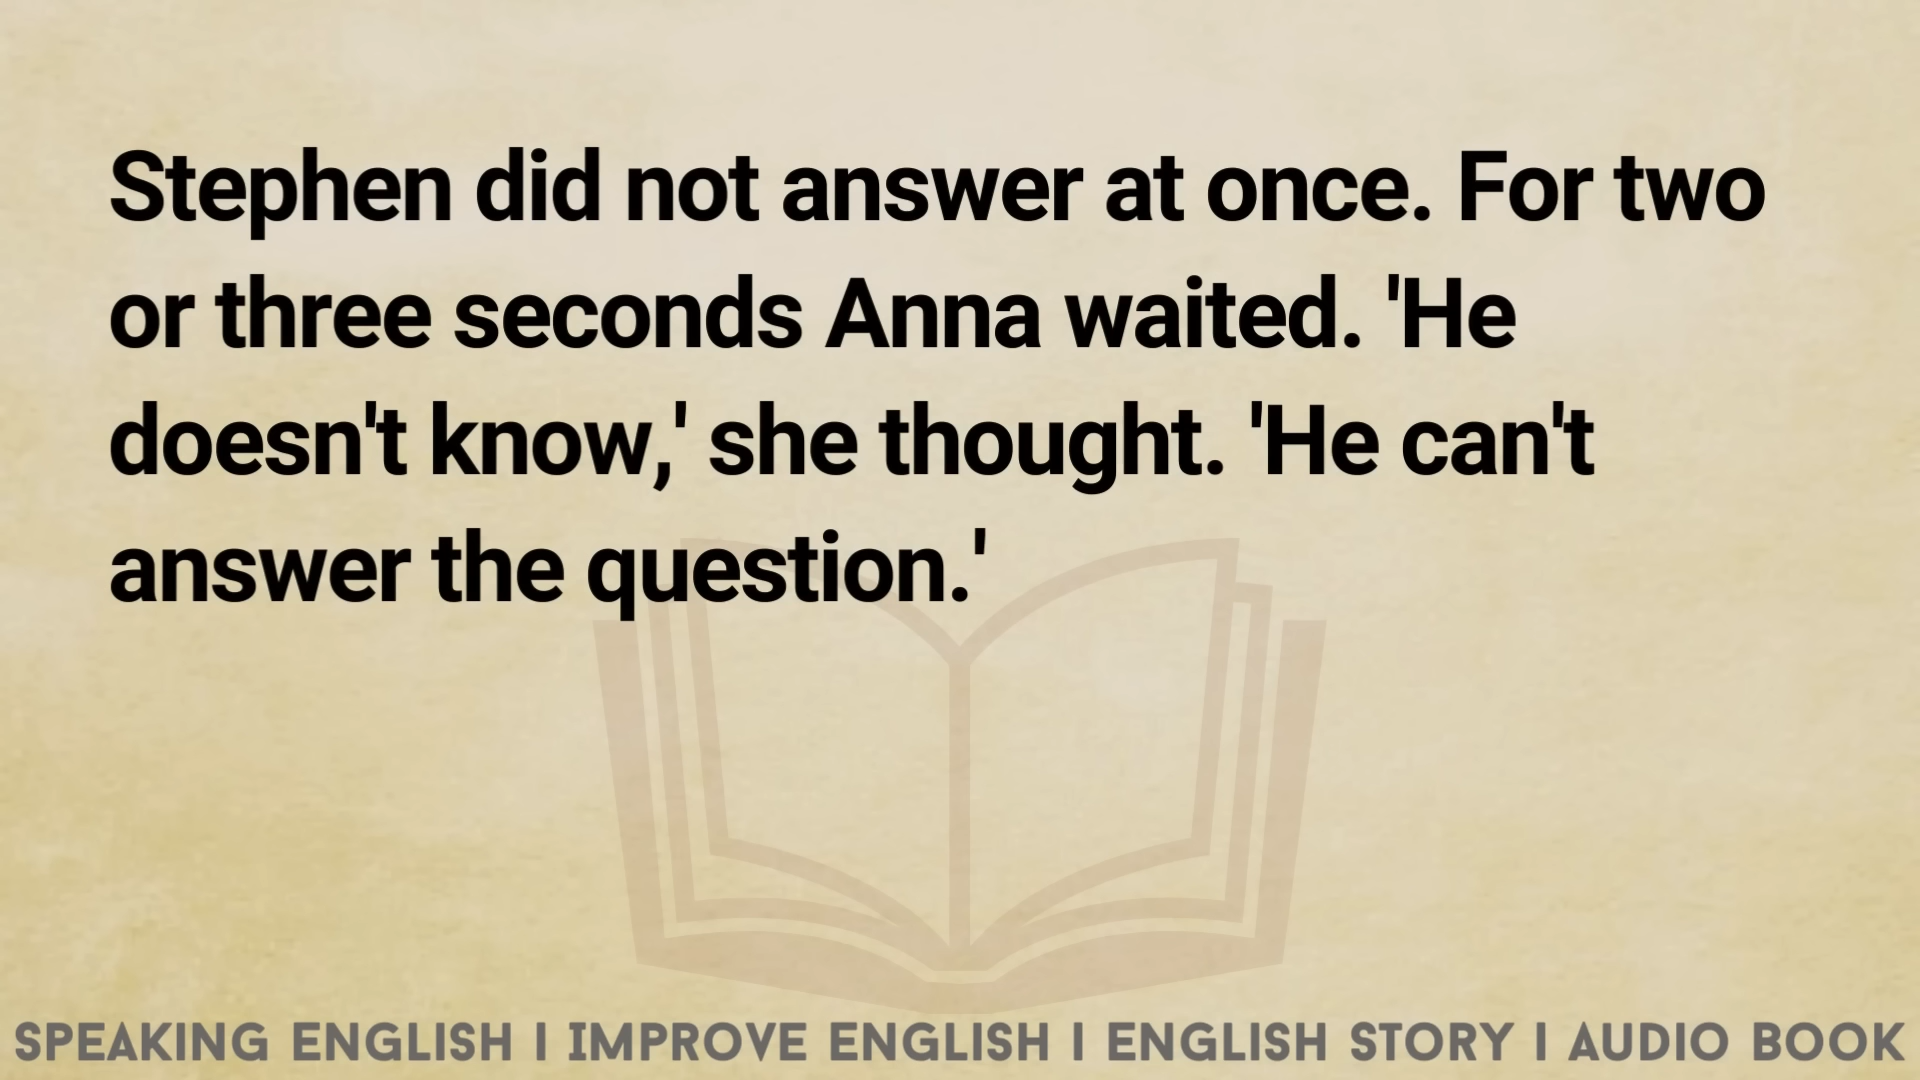 Stephen did not answer at once. For two
or three seconds Anna waited. 'He
doesn't know,' she thought. 'He can't
answer the question.'
SPEAKING ENGLISH | IMPROVE ENGLISH | ENGLISH STORY | AUDIO BOOK